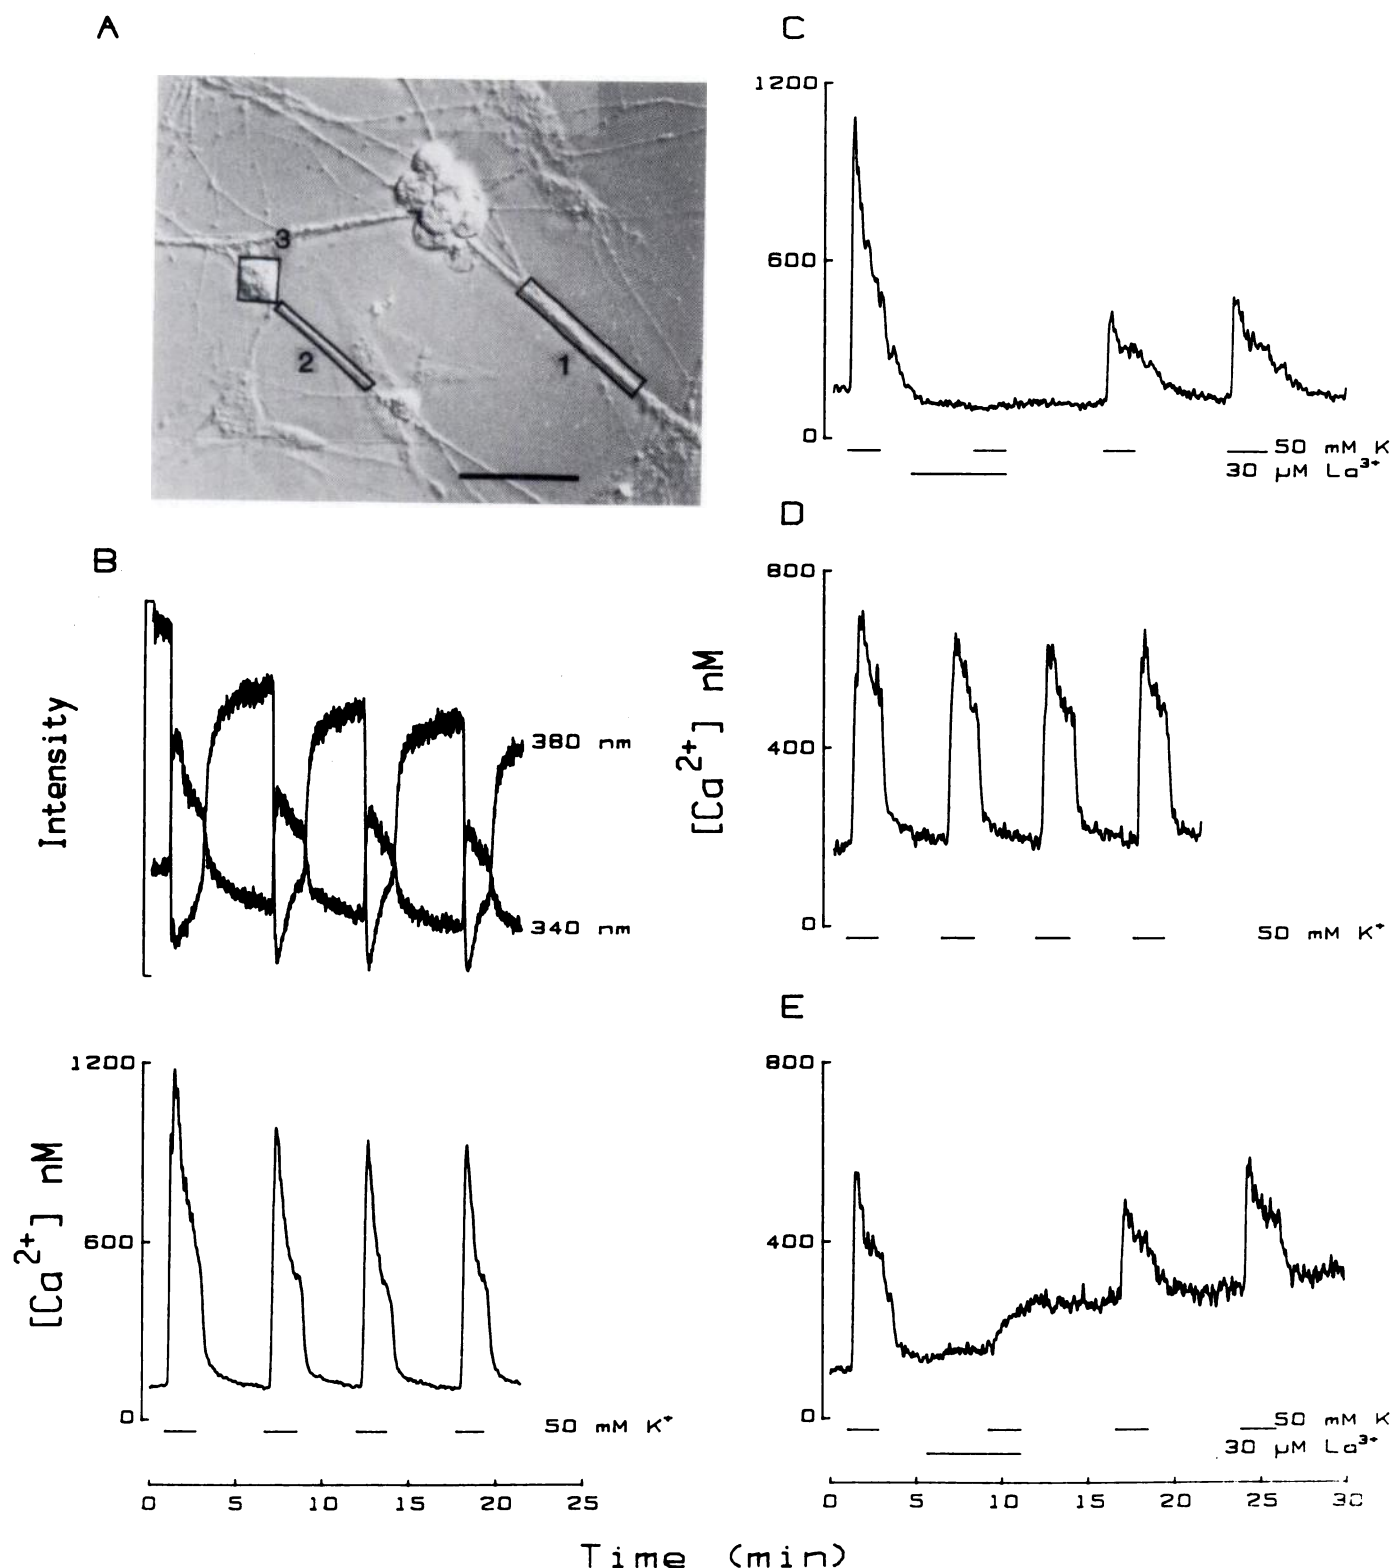 A
3
2
1
B
Intensity
380 nm
340 nm
[Ca²⁺] nM
1200
600
0
50 mM K⁺
0 5 10 15 20 25
C
1200
600
0
50 mM K
30 µM La³⁺
D
[Ca²⁺] nM
800
400
0
50 mM K⁺
E
800
400
0
50 mM K
30 µM La³⁺
0 5 10 15 20 25 30
Time (min)